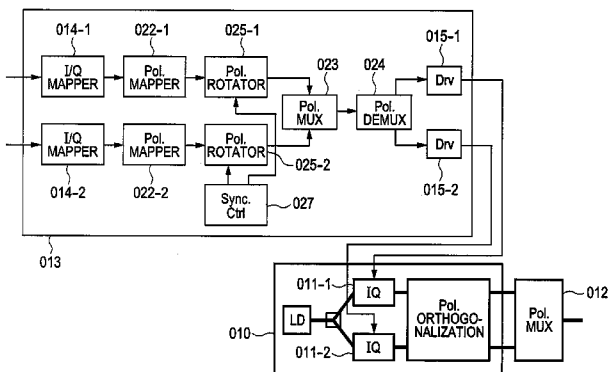 014-1
022-1
025-1
015-1
023
024
I/Q
MAPPER
Pol.
MAPPER
Pol.
ROTATOR
Drv
Pol.
MUX
Pol.
DEMUX
I/Q
MAPPER
Pol.
MAPPER
Pol.
ROTATOR
Drv
025-2
014-2
022-2
015-2
Sync.
Ctrl
027
013
011-1
IQ
012
010
LD
Pol.
ORTHOGO-
NALIZATION
Pol.
MUX
011-2
IQ